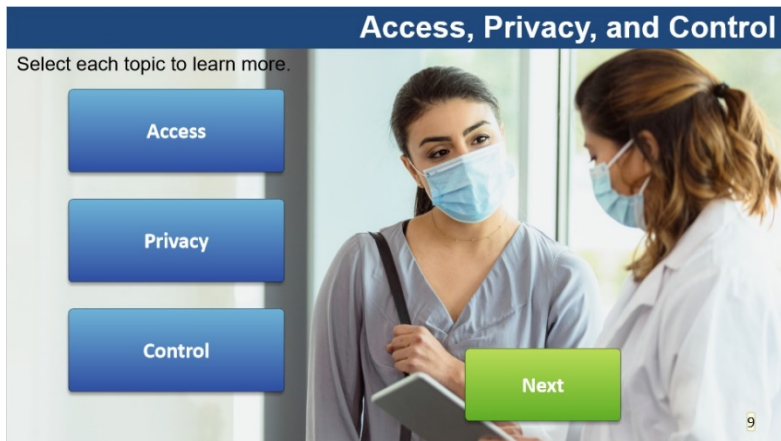 Access, Privacy, and Control
Select each topic to learn more.
Access
Privacy
Control
Next
9